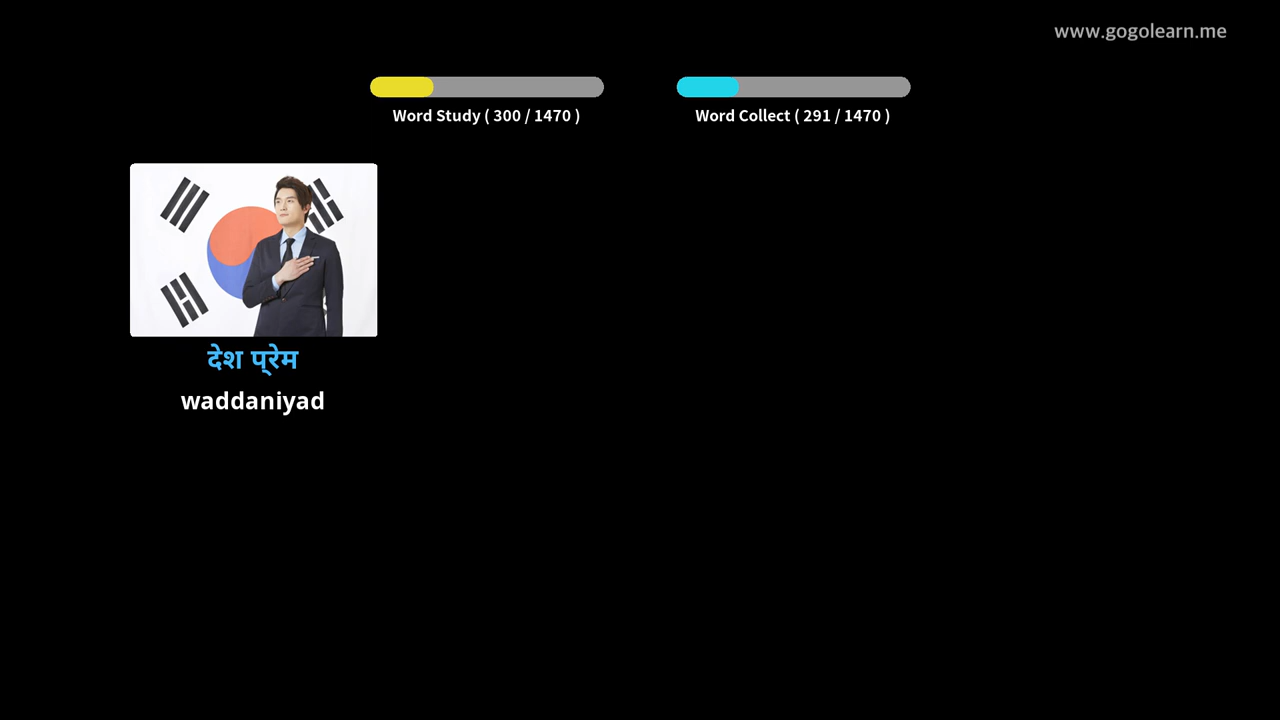 www.gogolearn.me
Word Study ( 300 / 1470 )
Word Collect ( 291 / 1470 )
देश प्रेम
waddaniyad